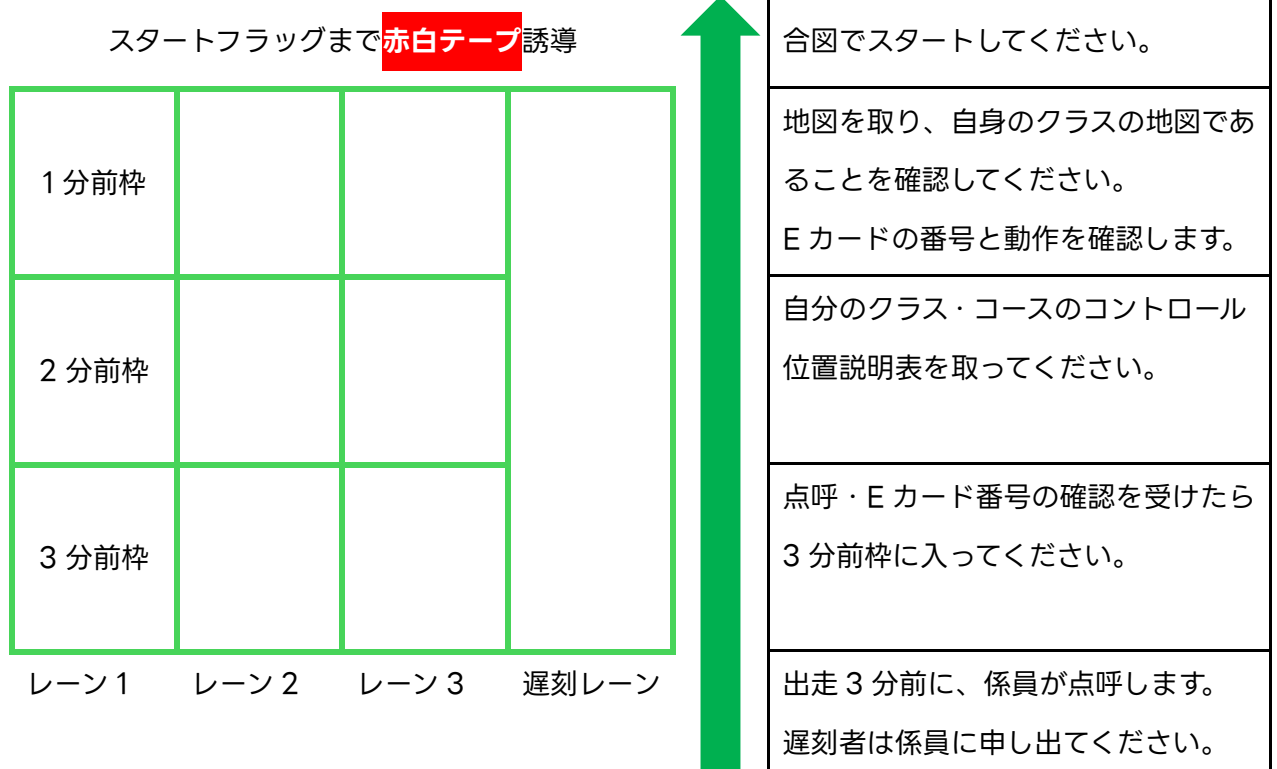 スタートフラッグまで赤白テープ誘導
1 分前枠
2 分前枠
3 分前枠
レーン 1
レーン 2
レーン 3
遅刻レーン
合図でスタートしてください。
地図を取り、自身のクラスの地図であ
ることを確認してください。
E カードの番号と動作を確認します。
自分のクラス・コースのコントロール
位置説明表を取ってください。
点呼・E カード番号の確認を受けたら
3 分前枠に入ってください。
出走 3 分前に、係員が点呼します。
遅刻者は係員に申し出てください。